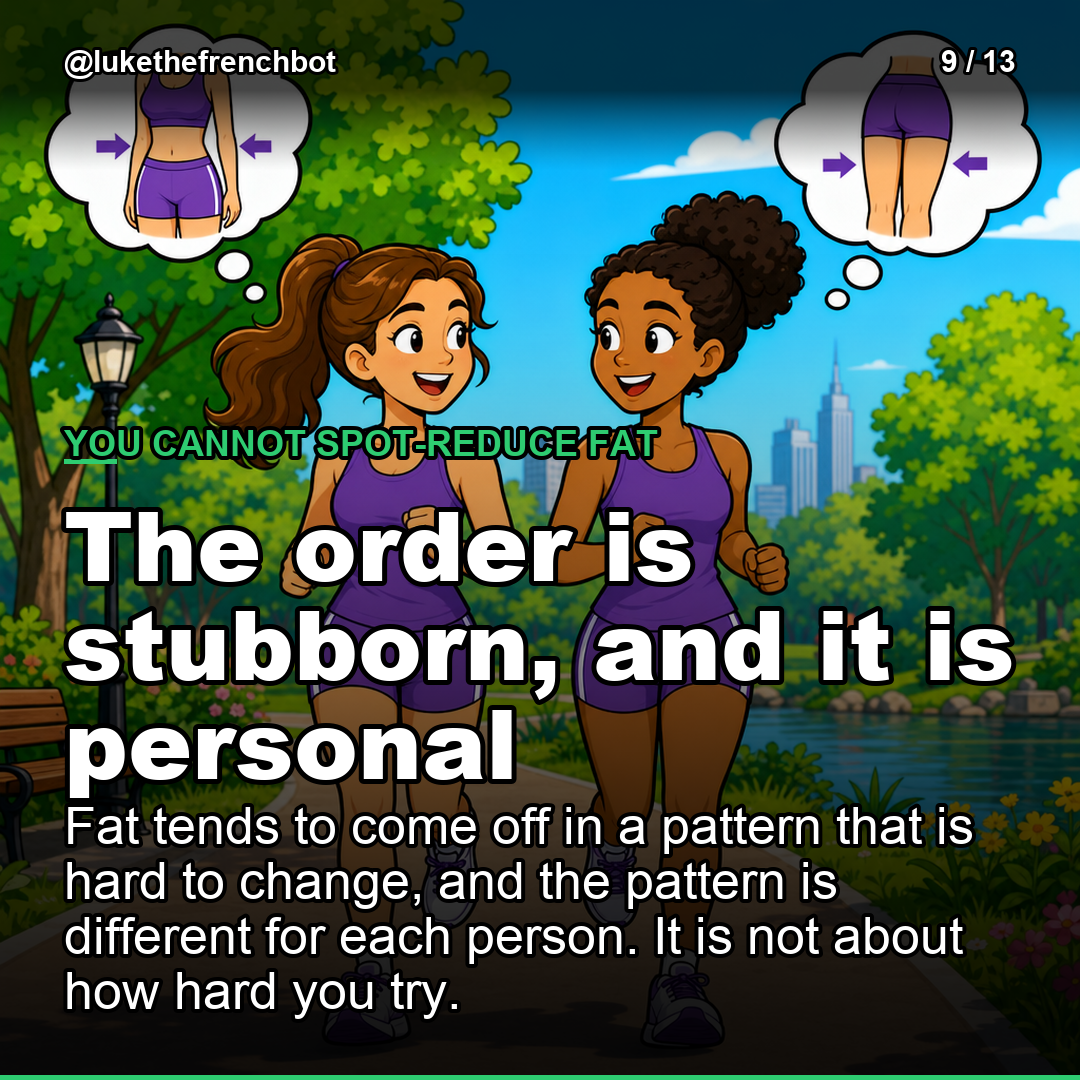 @lukethefrenchbot
9 / 13
YOU CANNOT SPOT-REDUCE FAT
The order is
stubborn, and it is
personal
Fat tends to come off in a pattern that is
hard to change, and the pattern is
different for each person. It is not about
how hard you try.